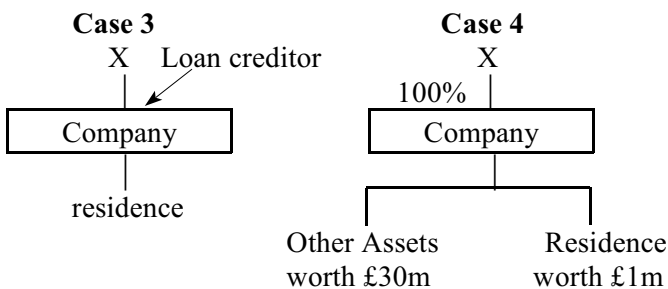 Case 3
X Loan creditor
Company
residence
Case 4
X
100%
Company
Other Assets
worth £30m
Residence
worth £1m